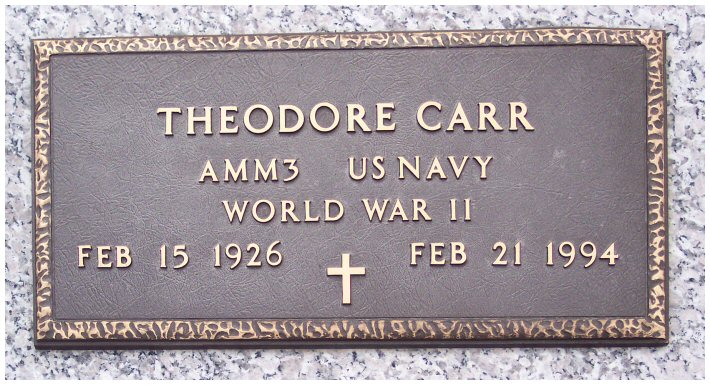 THEODORE CARR
AMM3 US NAVY
WORLD WAR II
FEB 15 1926 FEB 21 1994